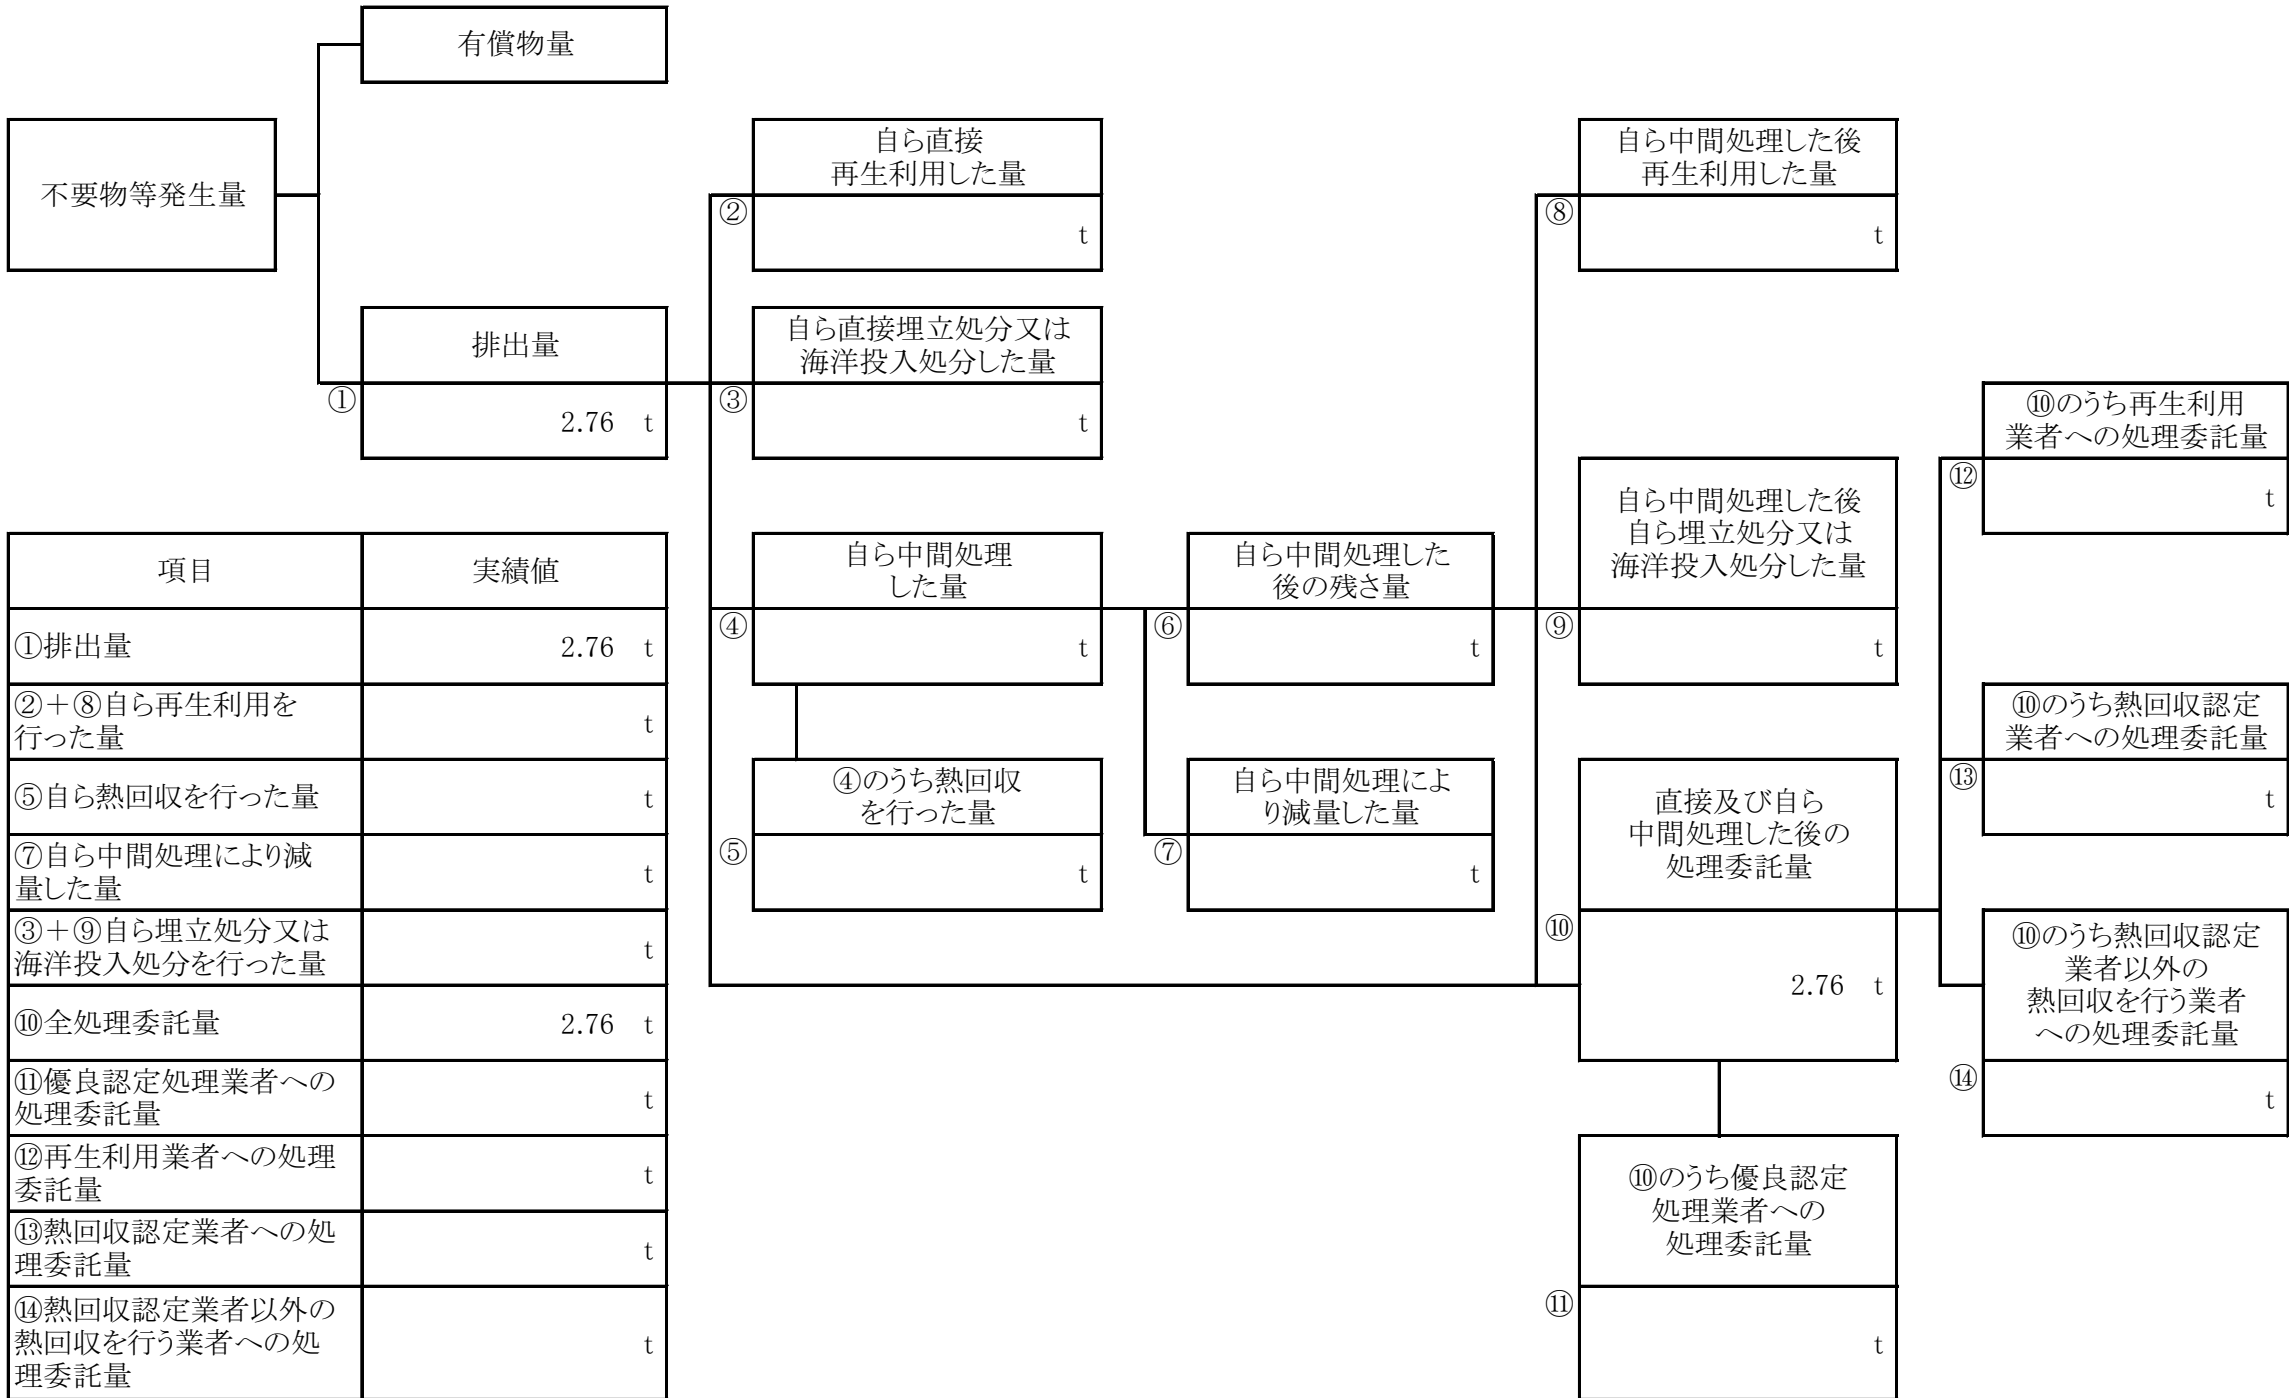 有償物量
不要物等発生量
排出量
①
2.76 t
自ら直接
再生利用した量
②
t
自ら直接埋立処分又は
海洋投入処分した量
③
t
自ら中間処理
した量
④
t
④のうち熱回収
を行った量
⑤
t
自ら中間処理した
後の残さ量
⑥
t
自ら中間処理によ
り減量した量
⑦
t
自ら中間処理した後
再生利用した量
⑧
t
自ら中間処理した後
自ら埋立処分又は
海洋投入処分した量
⑨
t
直接及び自ら
中間処理した後の
処理委託量
⑩
2.76 t
⑩のうち優良認定
処理業者への
処理委託量
⑪
t
⑩のうち再生利用
業者への処理委託量
⑫
t
⑩のうち熱回収認定
業者への処理委託量
⑬
t
⑩のうち熱回収認定
業者以外の
熱回収を行う業者
への処理委託量
⑭
t
項目 実績値
①排出量 2.76 t
②＋⑧自ら再生利用を
行った量
t
⑤自ら熱回収を行った量 t
⑦自ら中間処理により減
量した量
t
③＋⑨自ら埋立処分又は
海洋投入処分を行った量
t
⑩全処理委託量 2.76 t
⑪優良認定処理業者への
処理委託量
t
⑫再生利用業者への処理
委託量
t
⑬熱回収認定業者への処
理委託量
t
⑭熱回収認定業者以外の
熱回収を行う業者への処
理委託量
t